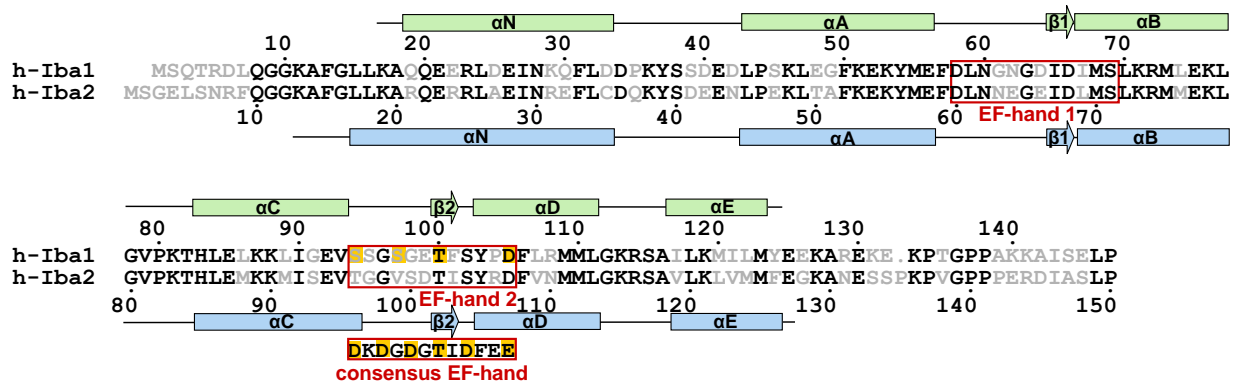 αN αA β1 αB
10 20 30 40 50 60 70
h-Iba1 MSQTRDLQGGKAFGLLKAQQEERLDEINKQFLDDPKYSSDEDLPSKLEGFKEKYMEFDLNGNGDIDIMSLKRMLEKL
h-Iba2 MSGELSNRFQGGKAFGLLKARQERRLAEINREFLCDQKYSDEENLPEKLTAFKEKYMEFDLNNEGEIDLMSLKRMMEKL
10 20 30 40 50 60 70
EF-hand 1
αN αA β1 αB
αC β2 αD αE
80 90 100 110 120 130 140
h-Iba1 GVPKTHLELKKLIGEVSSGSGETFSYPDFLRMMLGKRSAILKMILMYEEKAREKE.KPTGPPAKKAISELP
h-Iba2 GVPKTHLEMKKMISEVTGGVSDTISYRDFVNMMLGKRSAVLKLVMMFEGKANESSPKPVGPPPERDIASLP
80 90 100 110 120 130 140 150
EF-hand 2
αC β2 αD αE
DKDGDGTIDFEE
consensus EF-hand